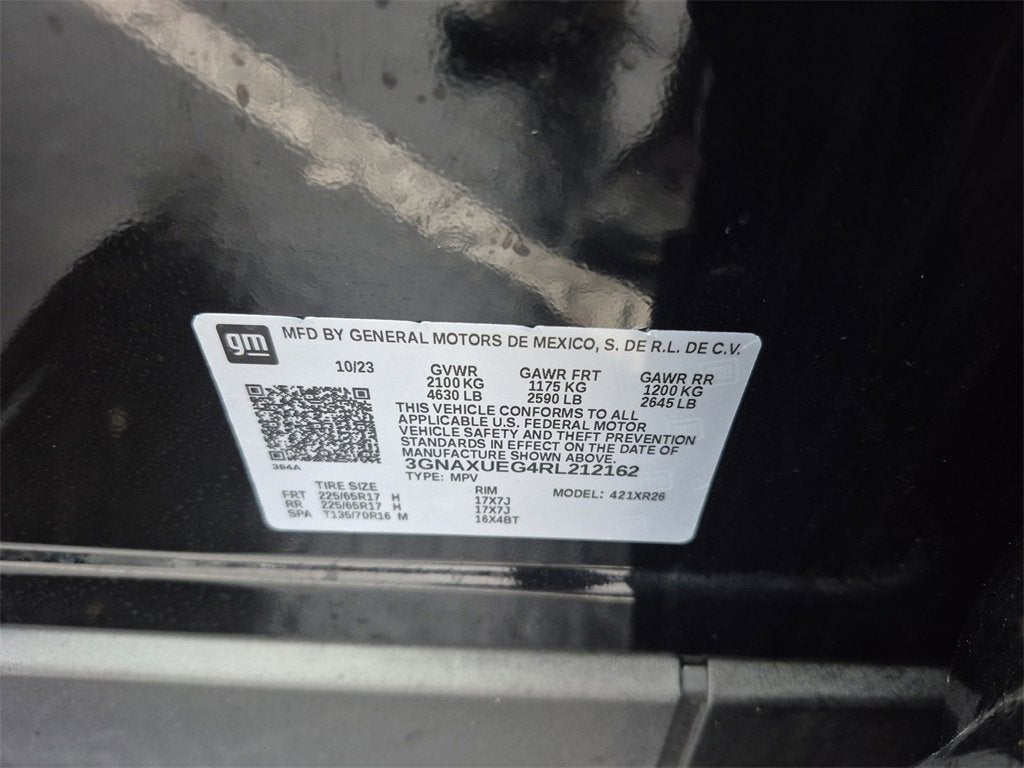 gm MFD BY GENERAL MOTORS DE MEXICO, S. DE R.L. DE C.V.
10/23
GVWR GAWR FRT GAWR RR
2100 KG 1175 KG 1200 KG
4630 LB 2590 LB 2645 LB
THIS VEHICLE CONFORMS TO ALL
APPLICABLE U.S. FEDERAL MOTOR
VEHICLE SAFETY AND THEFT PREVENTION
STANDARDS IN EFFECT ON THE DATE OF
MANUFACTURE SHOWN ABOVE.
384A 3GNAXUEG4RL212162
TYPE: MPV
TIRE SIZE RIM MODEL: 421XR26
FRT 225/65R17 H 17X7J
RR 225/65R17 H 17X7J
SPA T135/70R16 M 16X4BT